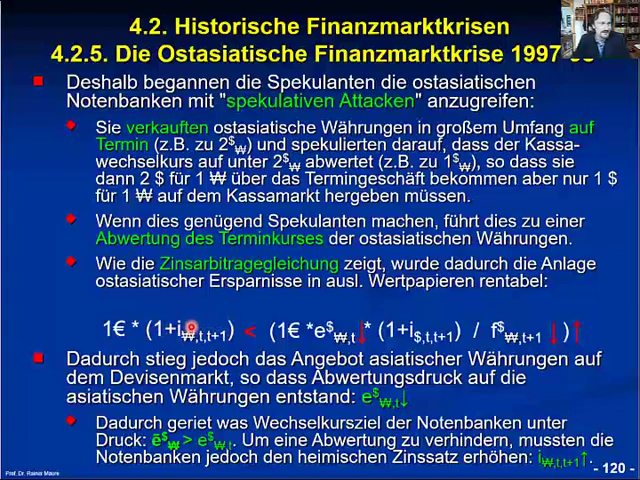 4.2. Historische Finanzmarktkrisen
4.2.5. Die Ostasiatische Finanzmarktkrise 1997
Deshalb begannen die Spekulanten die ostasiatischen
Notenbanken mit "spekulativen Attacken" anzugreifen:
Sie verkauften ostasiatische Währungen in großem Umfang auf
Termin (z.B. zu 2$₩) und spekulierten darauf, dass der Kassa-
wechselkurs auf unter 2$₩ abwertet (z.B. zu 1$₩), so dass sie
dann 2 $ für 1 ₩ über das Termingeschäft bekommen aber nur 1 $
für 1 ₩ auf dem Kassamarkt hergeben müssen.
Wenn dies genügend Spekulanten machen, führt dies zu einer
Abwertung des Terminkurses der ostasiatischen Währungen.
Wie die Zinsarbitragegleichung zeigt, wurde dadurch die Anlage
ostasiatischer Ersparnisse in ausl. Wertpapieren rentabel:
1€ * (1+i₩,t,t+1) < (1€ *e$₩,t↓* (1+i$,t,t+1) / f$₩,t+1 ↓ )↑
Dadurch stieg jedoch das Angebot asiatischer Währungen auf
dem Devisenmarkt, so dass Abwertungsdruck auf die
asiatischen Währungen entstand: e$₩,t↓
Dadurch geriet das Wechselkursziel der Notenbanken unter
Druck: ē$₩ > e$₩,t. Um eine Abwertung zu verhindern, mussten die
Notenbanken jedoch den heimischen Zinssatz erhöhen: i₩,t,t+1↑.
Prof. Dr. Rainer Maurer
- 120 -